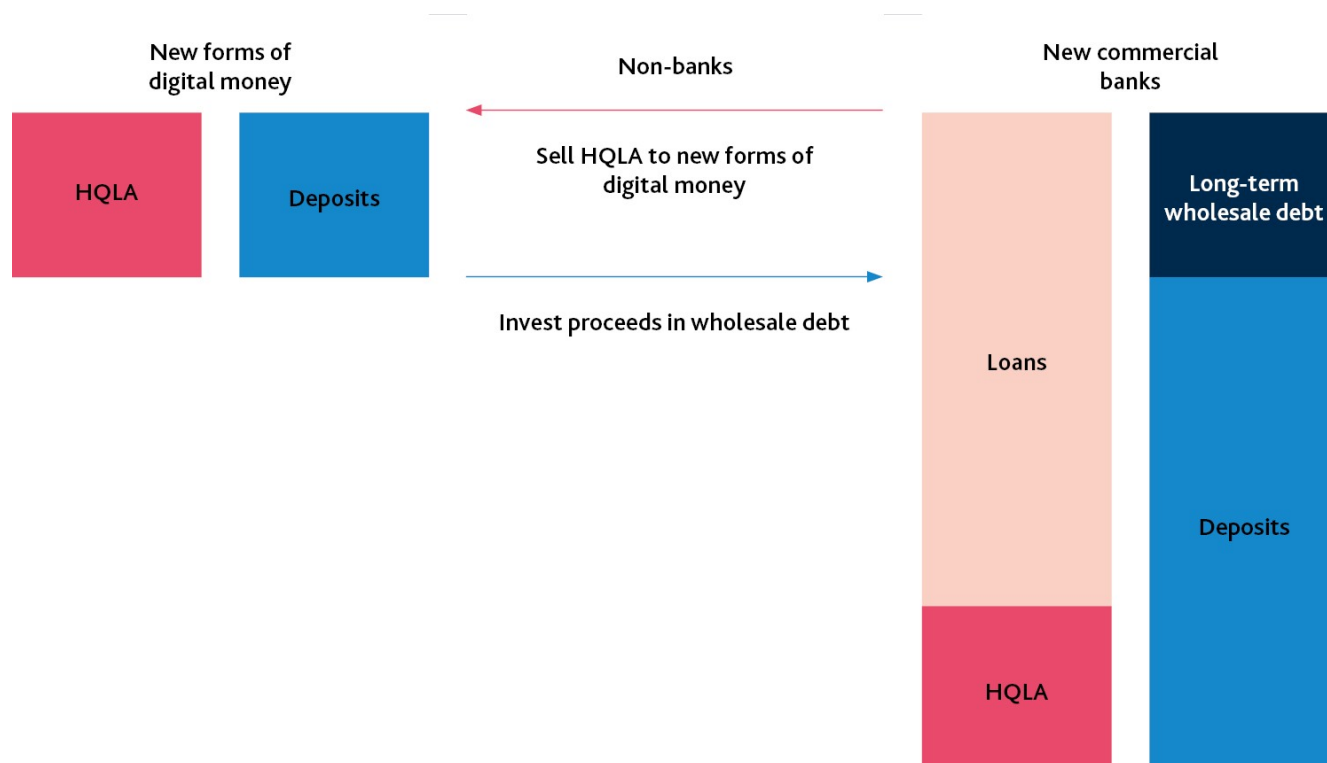 New forms of
digital money
Non-banks
New commercial
banks
HQLA
Deposits
Sell HQLA to new forms of
digital money
Long-term
wholesale debt
Invest proceeds in wholesale debt
Loans
Deposits
HQLA